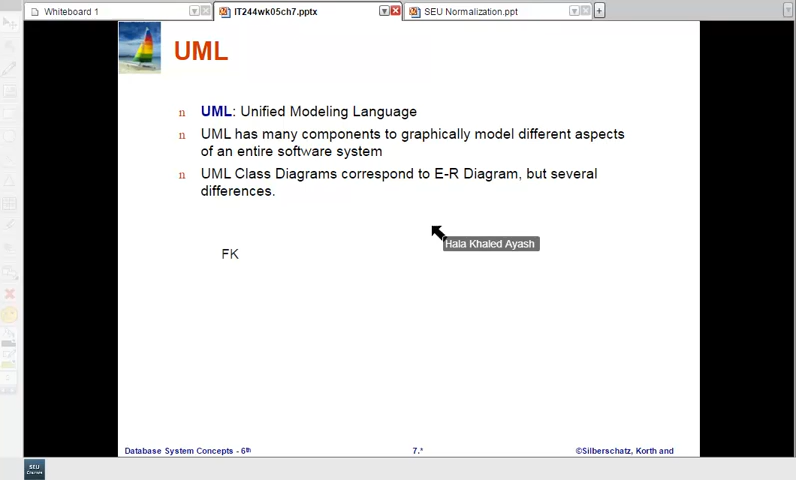 Whiteboard 1
IT244wk05ch7.pptx
SEU Normalization.ppt
UML
n UML: Unified Modeling Language
n UML has many components to graphically model different aspects
of an entire software system
n UML Class Diagrams correspond to E-R Diagram, but several
differences.
Hala Khaled Ayash
FK
Database System Concepts - 6th
7.*
©Silberschatz, Korth and
SEU